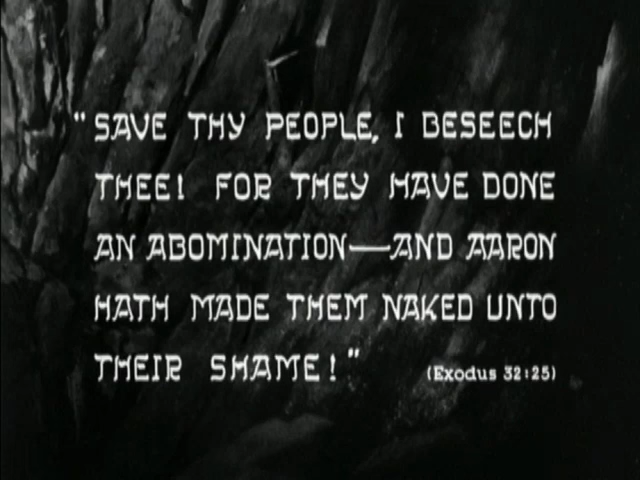 "SAVE THY PEOPLE, I BESEECH
THEE! FOR THEY HAVE DONE
AN ABOMINATION—AND AARON
HATH MADE THEM NAKED UNTO
THEIR SHAME!"
(Exodus 32:25)